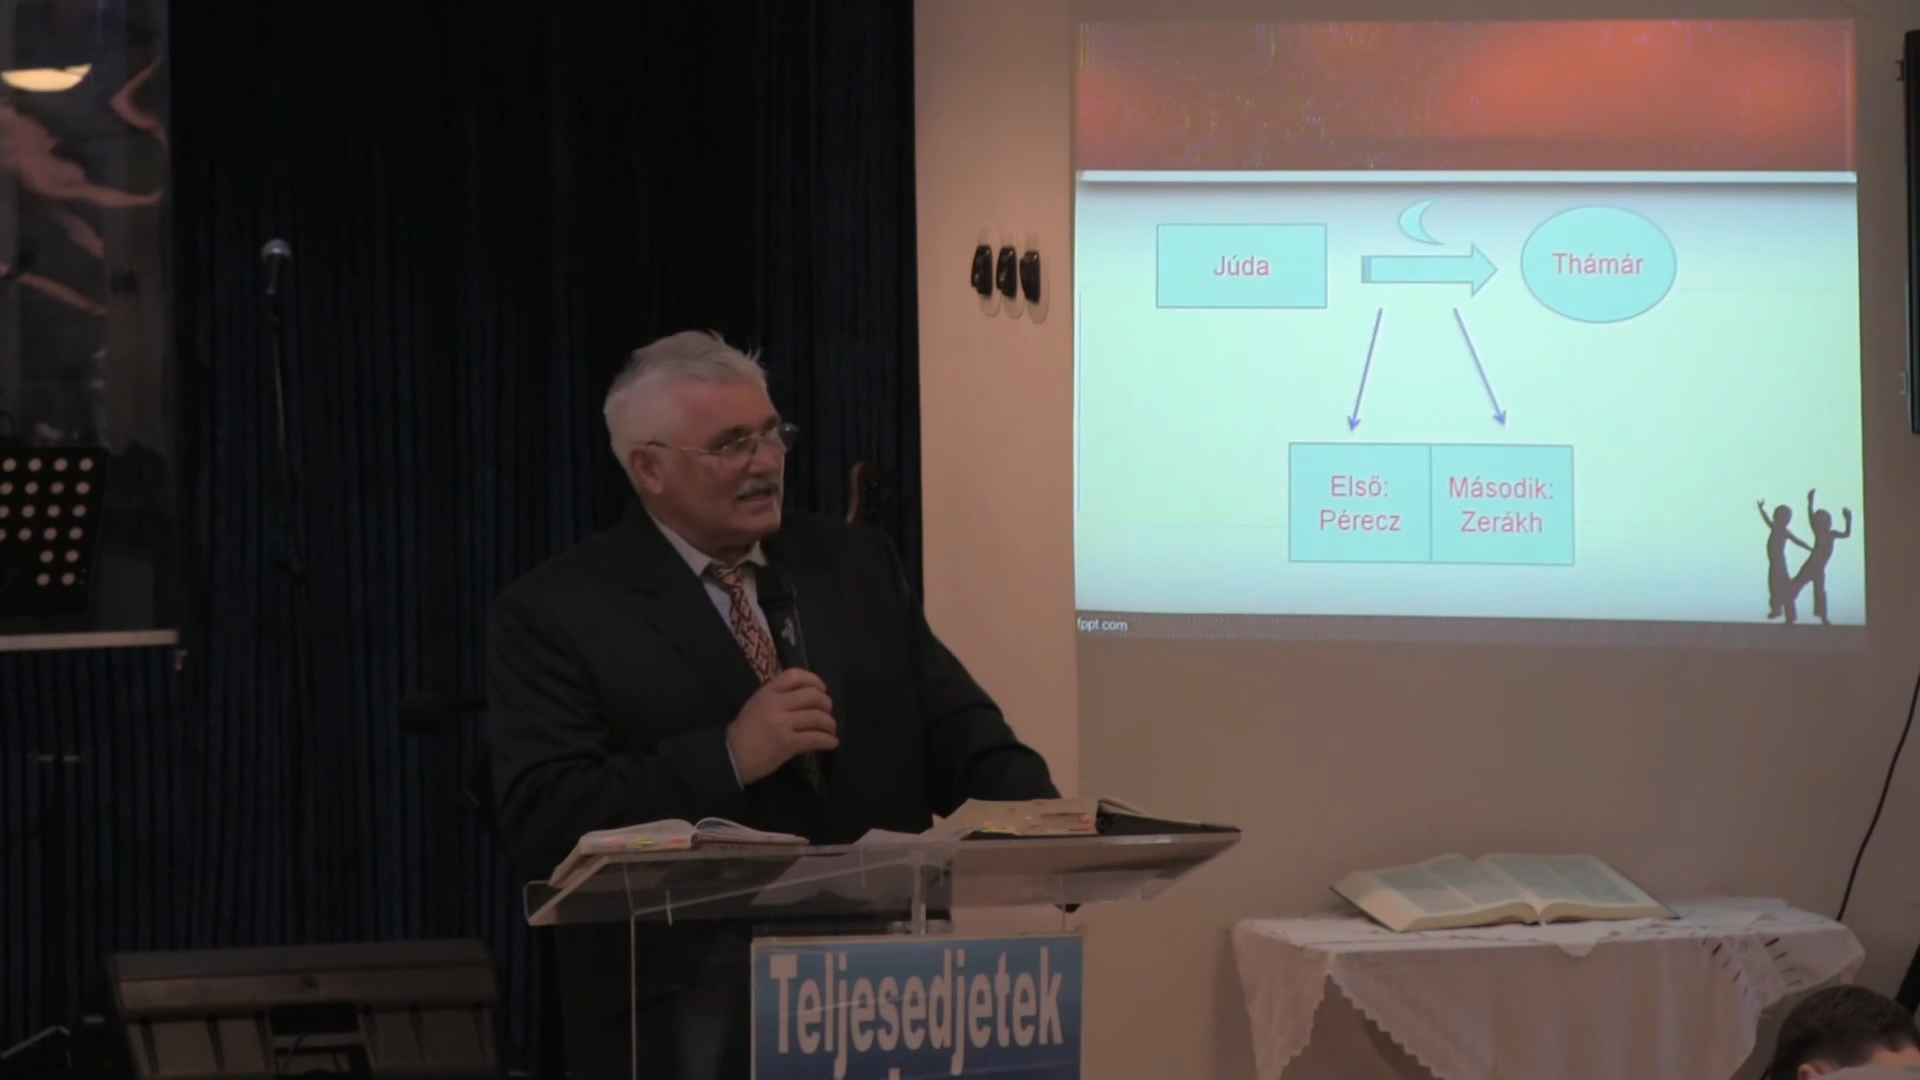 Júda
Thámár
Első:
Pérecz
Második:
Zerákh
fppt.com
Teljesedjetek